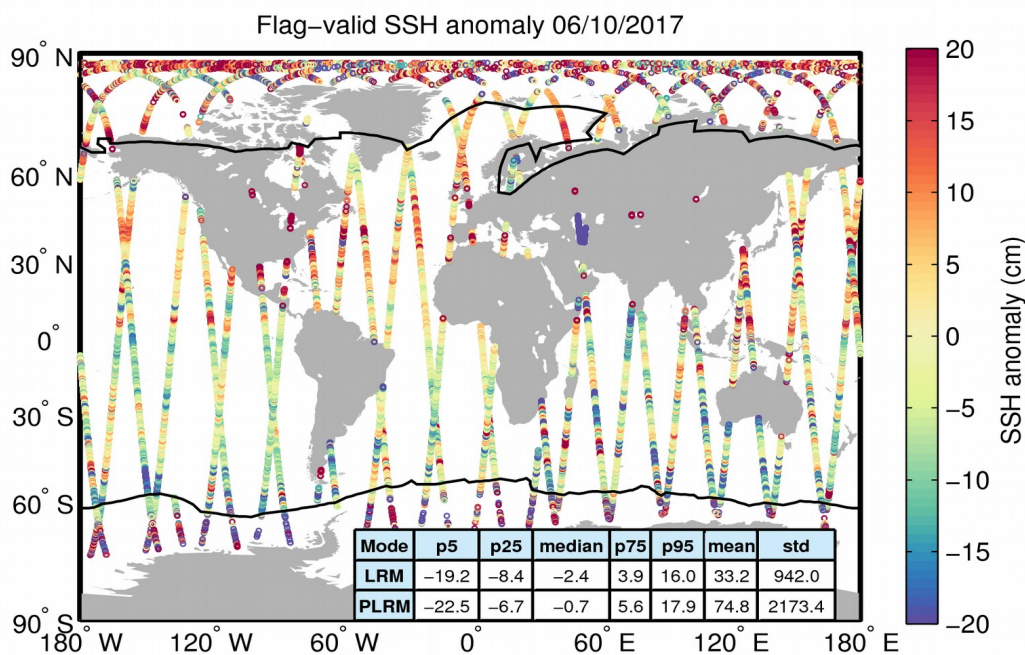 Flag−valid SSH anomaly 06/10/2017
90° N
60° N
30° N
0°
30° S
60° S
90° S
180° W
120° W
60° W
0°
60° E
120° E
180° E
Mode p5 p25 median p75 p95 mean std
LRM −19.2 −8.4 −2.4 3.9 16.0 33.2 942.0
PLRM −22.5 −6.7 −0.7 5.6 17.9 74.8 2173.4
20
15
10
5
0
−5
−10
−15
−20
SSH anomaly (cm)